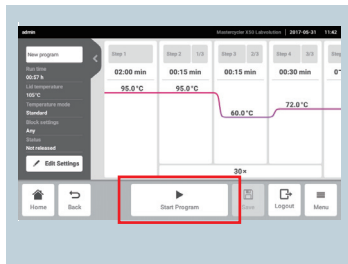 admin
Mastercycler X50 Labvolution | 2017-05-31 11:42
New program
Run time
00:57 h
Lid temperature
105°C
Temperature mode
Standard
Block settings
Any
Status
Not released
Edit Settings
Step 1
Step 2 1/3
Step 3 2/3
Step 4 3/3
Step
02:00 min
00:15 min
00:15 min
00:30 min
95.0°C
95.0°C
60.0°C
72.0°C
30×
Home
Back
Start Program
Save
Logout
Menu